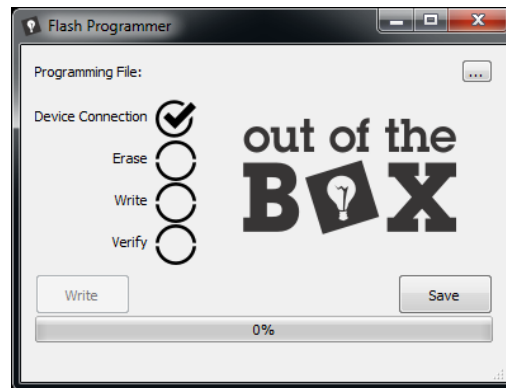 Flash Programmer
Programming File:
...
Device Connection
Erase
Write
Verify
out of the
BOX
Write
Save
0%